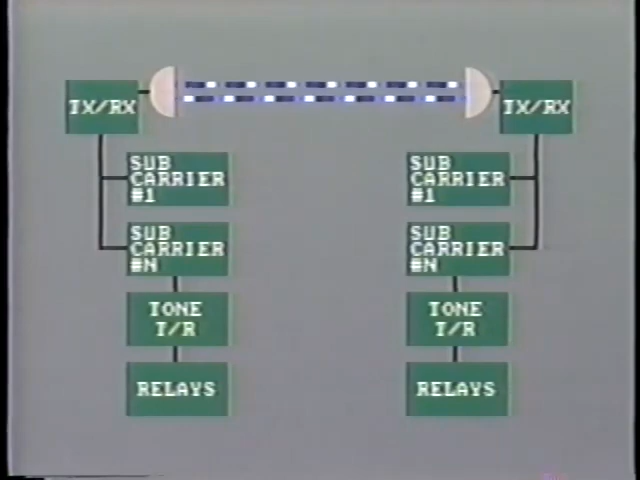 TX/RX
TX/RX
SUB
CARRIER
#1
SUB
CARRIER
#1
SUB
CARRIER
#N
SUB
CARRIER
#N
TONE
T/R
TONE
T/R
RELAYS
RELAYS